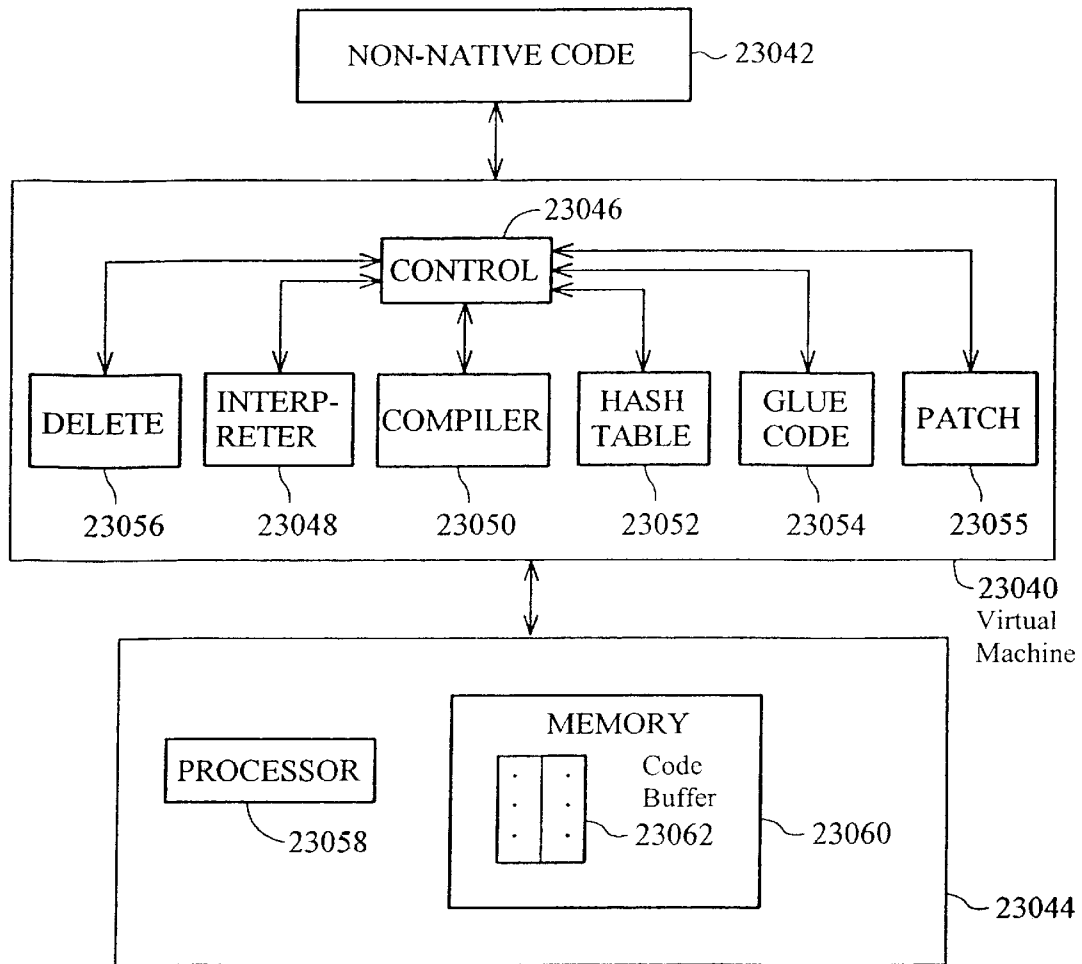 NON-NATIVE CODE
23042
23046
CONTROL
DELETE
INTERP-
RETER
COMPILER
HASH
TABLE
GLUE
CODE
PATCH
23056
23048
23050
23052
23054
23055
23040
Virtual
Machine
MEMORY
PROCESSOR
Code
Buffer
23062
23058
23060
23044